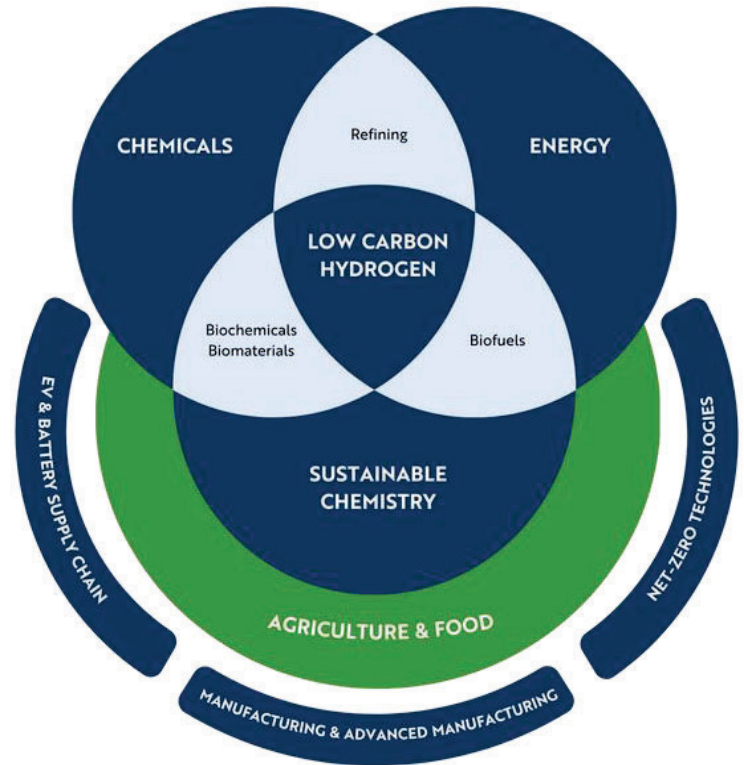 CHEMICALS
Refining
ENERGY
LOW CARBON
HYDROGEN
Biochemicals
Biomaterials
Biofuels
SUSTAINABLE
CHEMISTRY
EV & BATTERY SUPPLY CHAIN
NET-ZERO TECHNOLOGIES
AGRICULTURE & FOOD
MANUFACTURING & ADVANCED MANUFACTURING